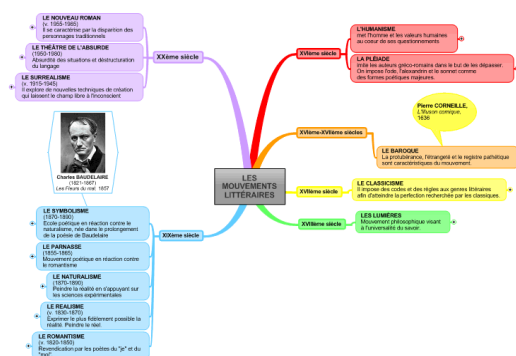 LES
MOUVEMENTS
LITTÉRAIRES
XVIème siècle
L'HUMANISME
met l'homme et les valeurs humaines
au coeur de ses questionnements
LA PLÉIADE
imite les auteurs gréco-romains dans le but de les dépasser.
On impose l'ode, l'alexandrin et le sonnet comme
des formes poétiques majeures.
XVIème-XVIIème siècles
Pierre CORNEILLE,
L'illusion comique,
1636
LE BAROQUE
La protubérance, l'étrangeté et le registre pathétique
sont caractéristiques du mouvement
XVIIème siècle
LE CLASSICISME
Il impose des codes et des règles aux genres littéraires
afin d'atteindre la perfection recherchée par les classiques.
XVIIIème siècle
LES LUMIÈRES
Mouvement philosophique visant
à l'universalité du savoir.
XIXème siècle
Charles BAUDELAIRE
(1821-1867)
Les Fleurs du mal, 1857
LE SYMBOLISME
(1870-1890)
École poétique en réaction contre le
naturalisme, née dans le prolongement
de la poésie de Baudelaire
LE PARNASSE
(1855-1865)
Mouvement poétique en réaction contre
le romantisme
LE NATURALISME
(1870-1890)
Peindre la réalité en s'appuyant sur
les sciences expérimentales
LE REALISME
(v. 1830-1870)
Exprimer le plus fidèlement possible la
réalité. Peindre le réel.
LE ROMANTISME
(v. 1820-1850)
Revendication par les poètes du "je" et du
"moi"
XXème siècle
LE NOUVEAU ROMAN
(v. 1955-1985)
Il se caractérise par la disparition des
personnages traditionnels
LE THÉÂTRE DE L'ABSURDE
(1950-1980)
Absurdité des situations et déstructuration
du langage
LE SURREALISME
(v. 1915-1945)
Il explore de nouvelles techniques de création
qui laissent le champ libre à l'inconscient